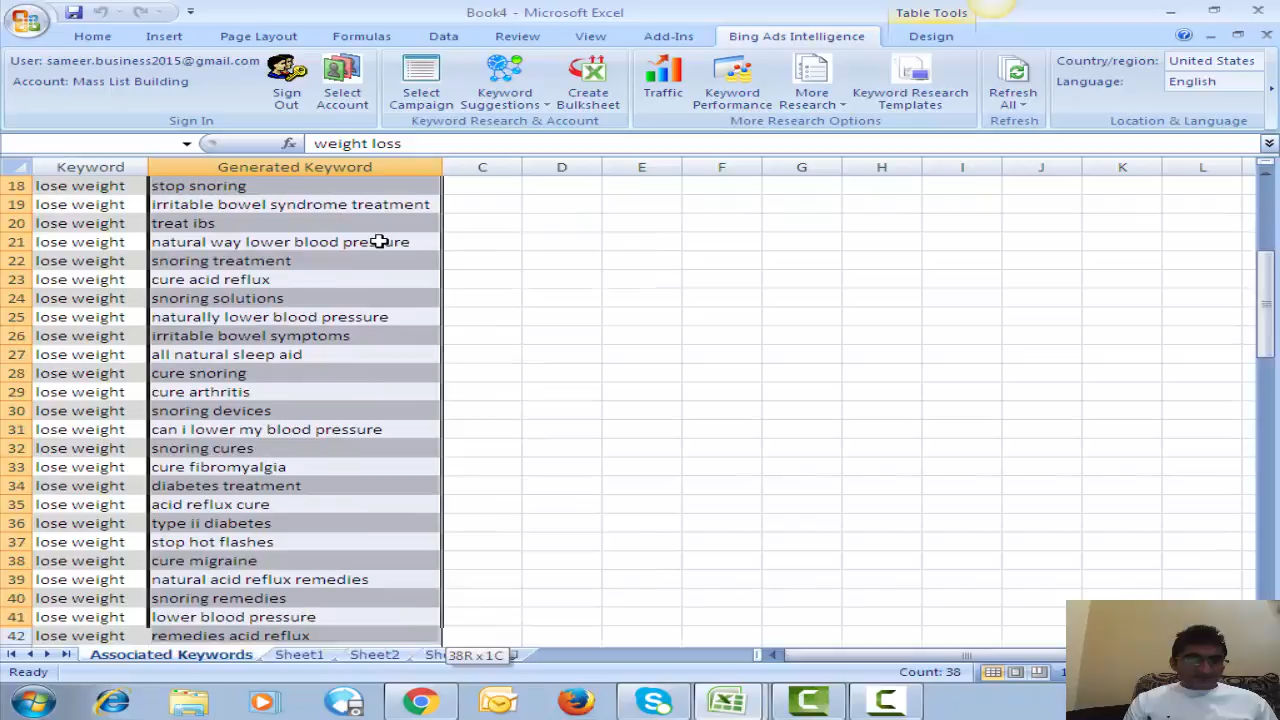 Book4 - Microsoft Excel
Table Tools
Home Insert Page Layout Formulas Data Review View Add-Ins Bing Ads Intelligence Design
User: sameer.business2015@gmail.com
Account: Mass List Building
Sign Out
Select Account
Select Campaign
Keyword Suggestions
Create Bulksheet
Traffic
Keyword Performance
More Research
Keyword Research Templates
Refresh All
Country/region: United States
Language: English
Sign In
Keyword Research & Account
More Research Options
Refresh
Location & Language
fx weight loss
Keyword Generated Keyword C D E F G H I J K L
18 lose weight stop snoring
19 lose weight irritable bowel syndrome treatment
20 lose weight treat ibs
21 lose weight natural way lower blood pressure
22 lose weight snoring treatment
23 lose weight cure acid reflux
24 lose weight snoring solutions
25 lose weight naturally lower blood pressure
26 lose weight irritable bowel symptoms
27 lose weight all natural sleep aid
28 lose weight cure snoring
29 lose weight cure arthritis
30 lose weight snoring devices
31 lose weight can i lower my blood pressure
32 lose weight snoring cures
33 lose weight cure fibromyalgia
34 lose weight diabetes treatment
35 lose weight acid reflux cure
36 lose weight type ii diabetes
37 lose weight stop hot flashes
38 lose weight cure migraine
39 lose weight natural acid reflux remedies
40 lose weight snoring remedies
41 lose weight lower blood pressure
42 lose weight remedies acid reflux
Associated Keywords Sheet1 Sheet2 Sh 38R x 1C
Ready Count: 38